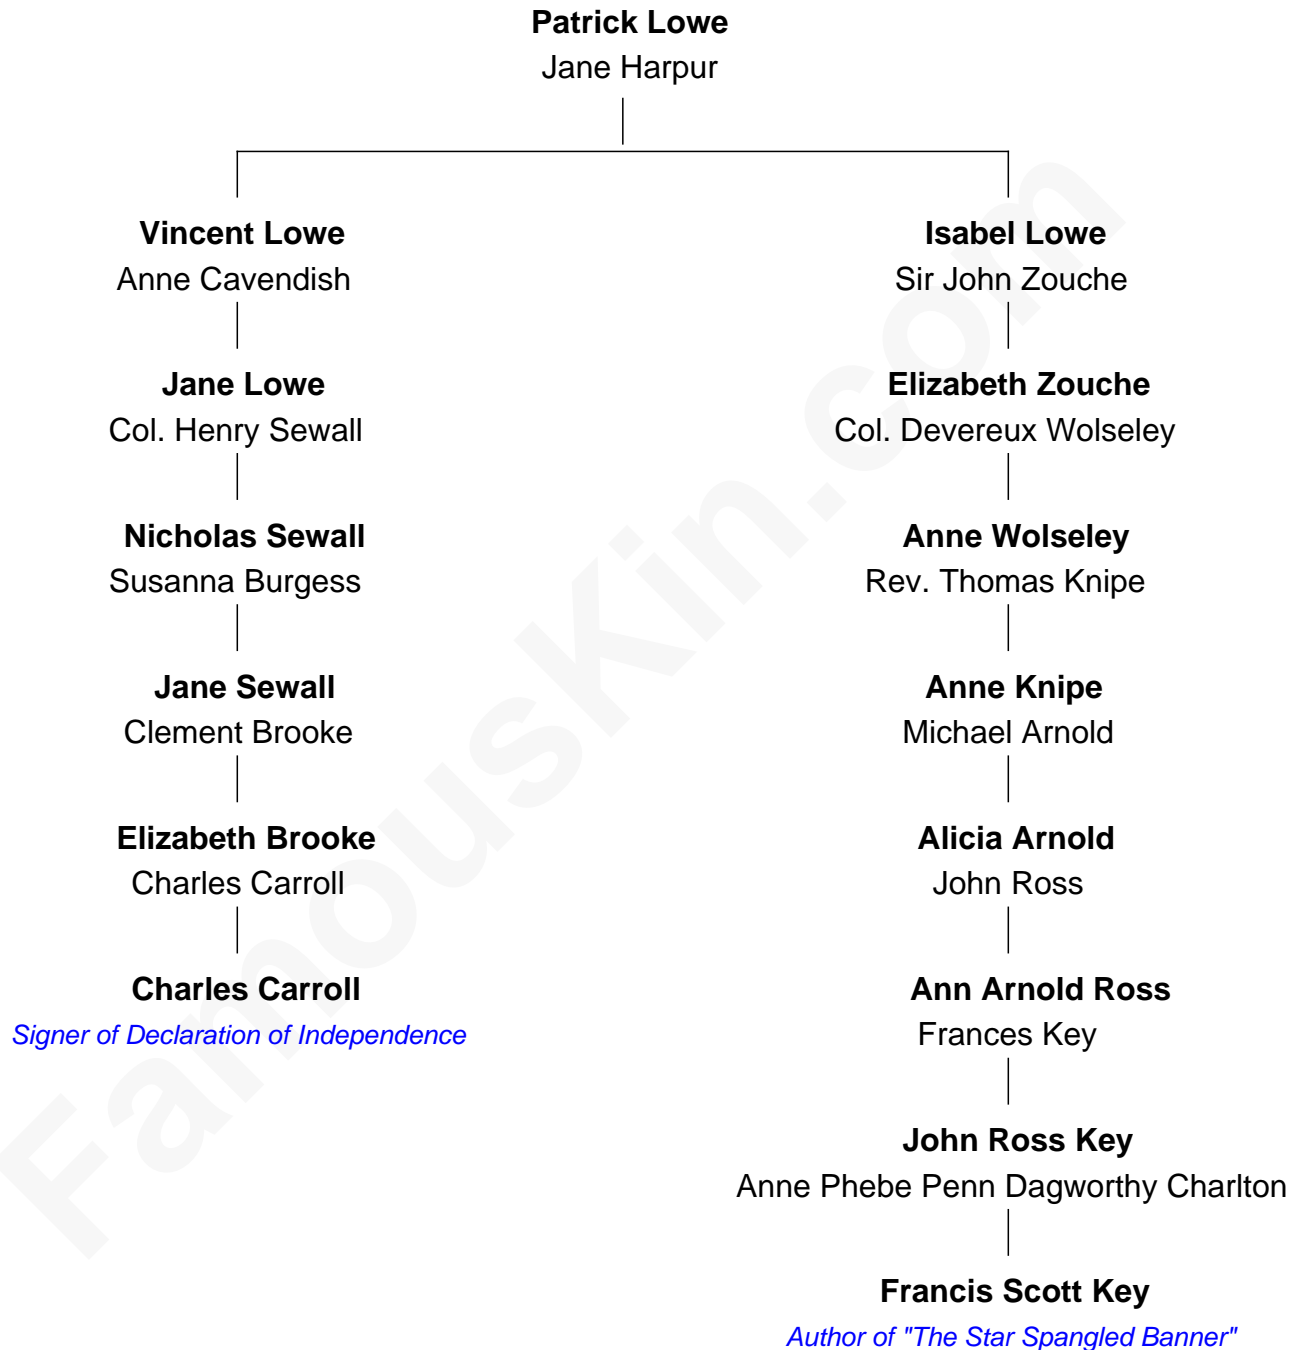 Patrick Lowe
Jane Harpur
Vincent Lowe
Anne Cavendish
Jane Lowe
Col. Henry Sewall
Nicholas Sewall
Susanna Burgess
Jane Sewall
Clement Brooke
Elizabeth Brooke
Charles Carroll
Charles Carroll
Signer of Declaration of Independence
Isabel Lowe
Sir John Zouche
Elizabeth Zouche
Col. Devereux Wolseley
Anne Wolseley
Rev. Thomas Knipe
Anne Knipe
Michael Arnold
Alicia Arnold
John Ross
Ann Arnold Ross
Frances Key
John Ross Key
Anne Phebe Penn Dagworthy Charlton
Francis Scott Key
Author of "The Star Spangled Banner"
FamousKin.com